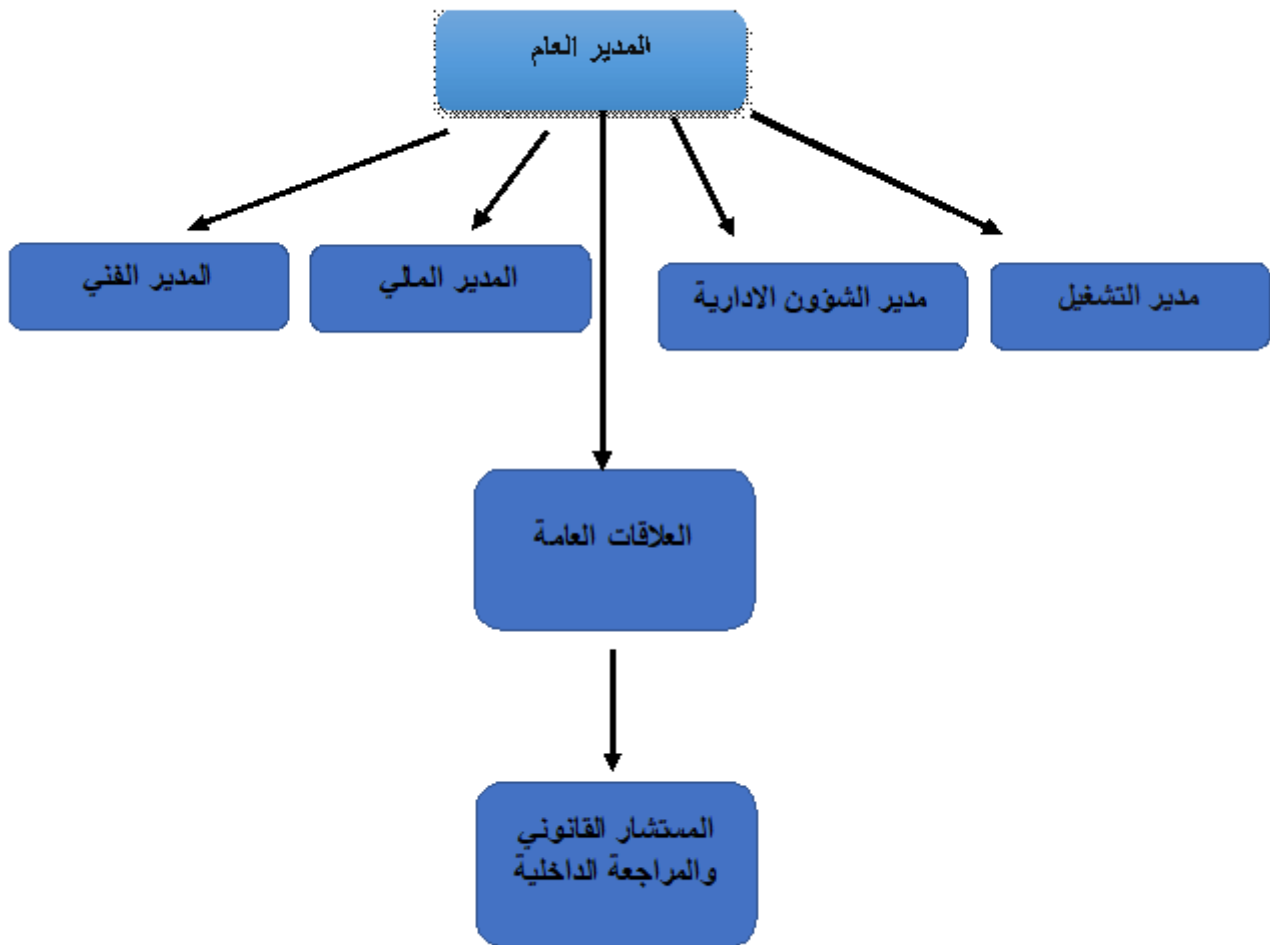 المدير العام
مدير التشغيل
مدير الشؤون الادارية
المدير المالي
المدير الفني
العلاقات العامة
المستشار القانوني
والمراجعة الداخلية